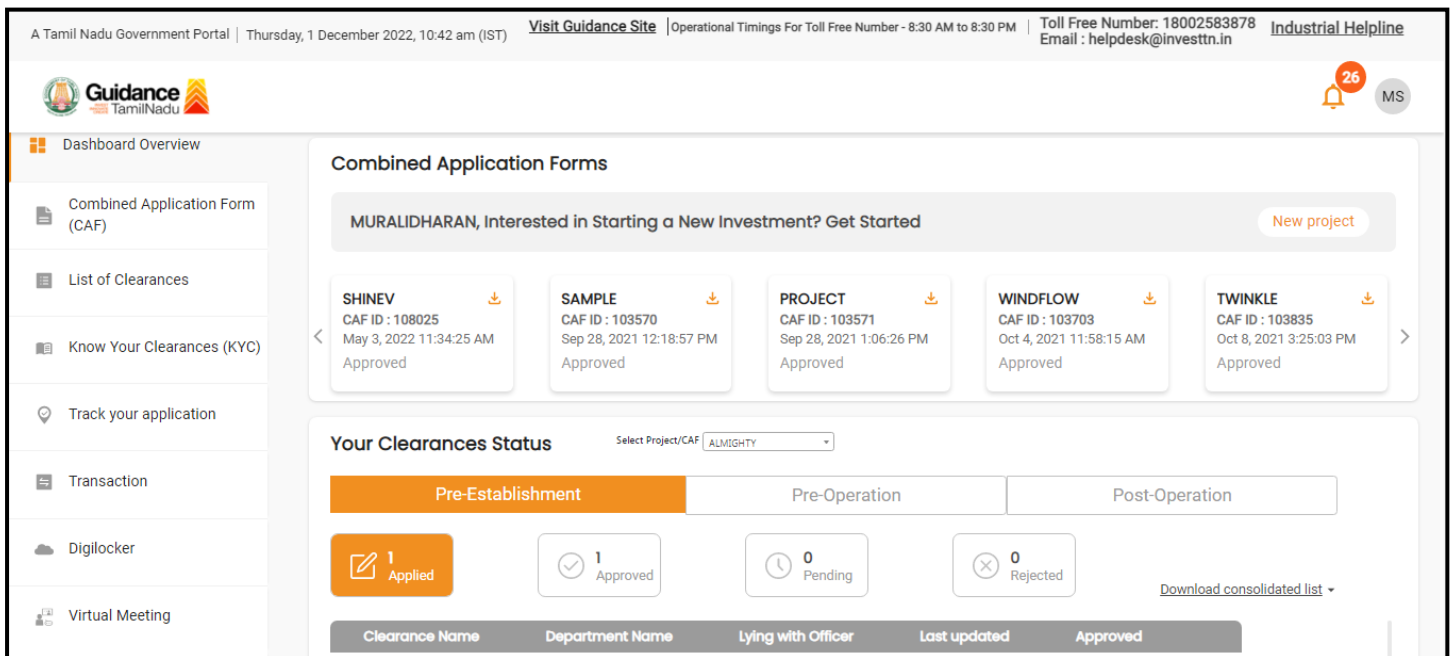 A Tamil Nadu Government Portal | Thursday, 1 December 2022, 10:42 am (IST)
Visit Guidance Site | Operational Timings For Toll Free Number - 8:30 AM to 8:30 PM |
Toll Free Number: 18002583878
Email : helpdesk@investtn.in
Industrial Helpline
Guidance
TamilNadu
26
MS
Dashboard Overview
Combined Application Form
(CAF)
List of Clearances
Know Your Clearances (KYC)
Track your application
Transaction
Digilocker
Virtual Meeting
Combined Application Forms
MURALIDHARAN, Interested in Starting a New Investment? Get Started
New project
SHINEV
CAF ID : 108025
May 3, 2022 11:34:25 AM
Approved
SAMPLE
CAF ID : 103570
Sep 28, 2021 12:18:57 PM
Approved
PROJECT
CAF ID : 103571
Sep 28, 2021 1:06:26 PM
Approved
WINDFLOW
CAF ID : 103703
Oct 4, 2021 11:58:15 AM
Approved
TWINKLE
CAF ID : 103835
Oct 8, 2021 3:25:03 PM
Approved
Your Clearances Status
Select Project/CAF ALMIGHTY
Pre-Establishment
Pre-Operation
Post-Operation
1
Applied
1
Approved
0
Pending
0
Rejected
Download consolidated list
Clearance Name Department Name Lying with Officer Last updated Approved